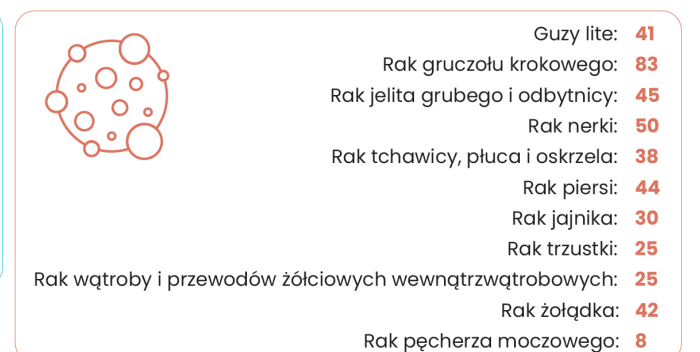 Guzy lite: 41
Rak gruczołu krokowego: 83
Rak jelita grubego i odbytnicy: 45
Rak nerki: 50
Rak tchawicy, płuca i oskrzela: 38
Rak piersi: 44
Rak jajnika: 30
Rak trzustki: 25
Rak wątroby i przewodów żółciowych wewnątrzwątrobowych: 25
Rak żołądka: 42
Rak pęcherza moczowego: 8